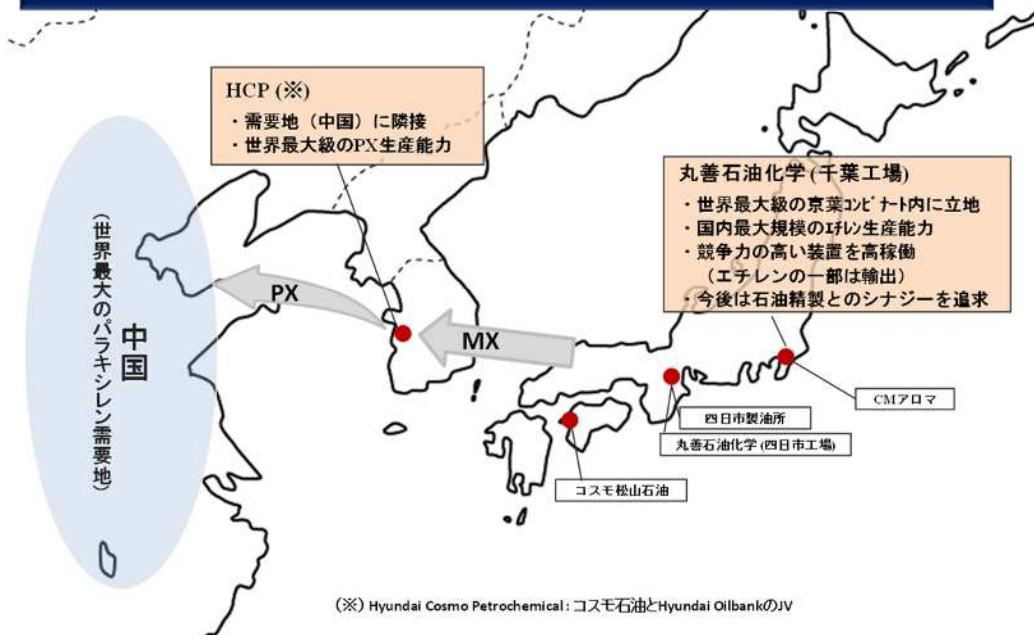 HCP (※)
・需要地（中国）に隣接
・世界最大級のPX生産能力
丸善石油化学 (千葉工場)
・世界最大級の京葉ｺﾝﾋﾞﾅｰﾄ内に立地
・国内最大規模のｴﾁﾚﾝ生産能力
・競争力の高い装置を高稼働
（エチレンの一部は輸出）
・今後は石油精製とのシナジーを追求
中国
（世界最大のパラキシレン需要地）
PX
MX
CMアロマ
四日市製油所
丸善石油化学 (四日市工場)
コスモ松山石油
(※) Hyundai Cosmo Petrochemical：コスモ石油とHyundai OilbankのJV